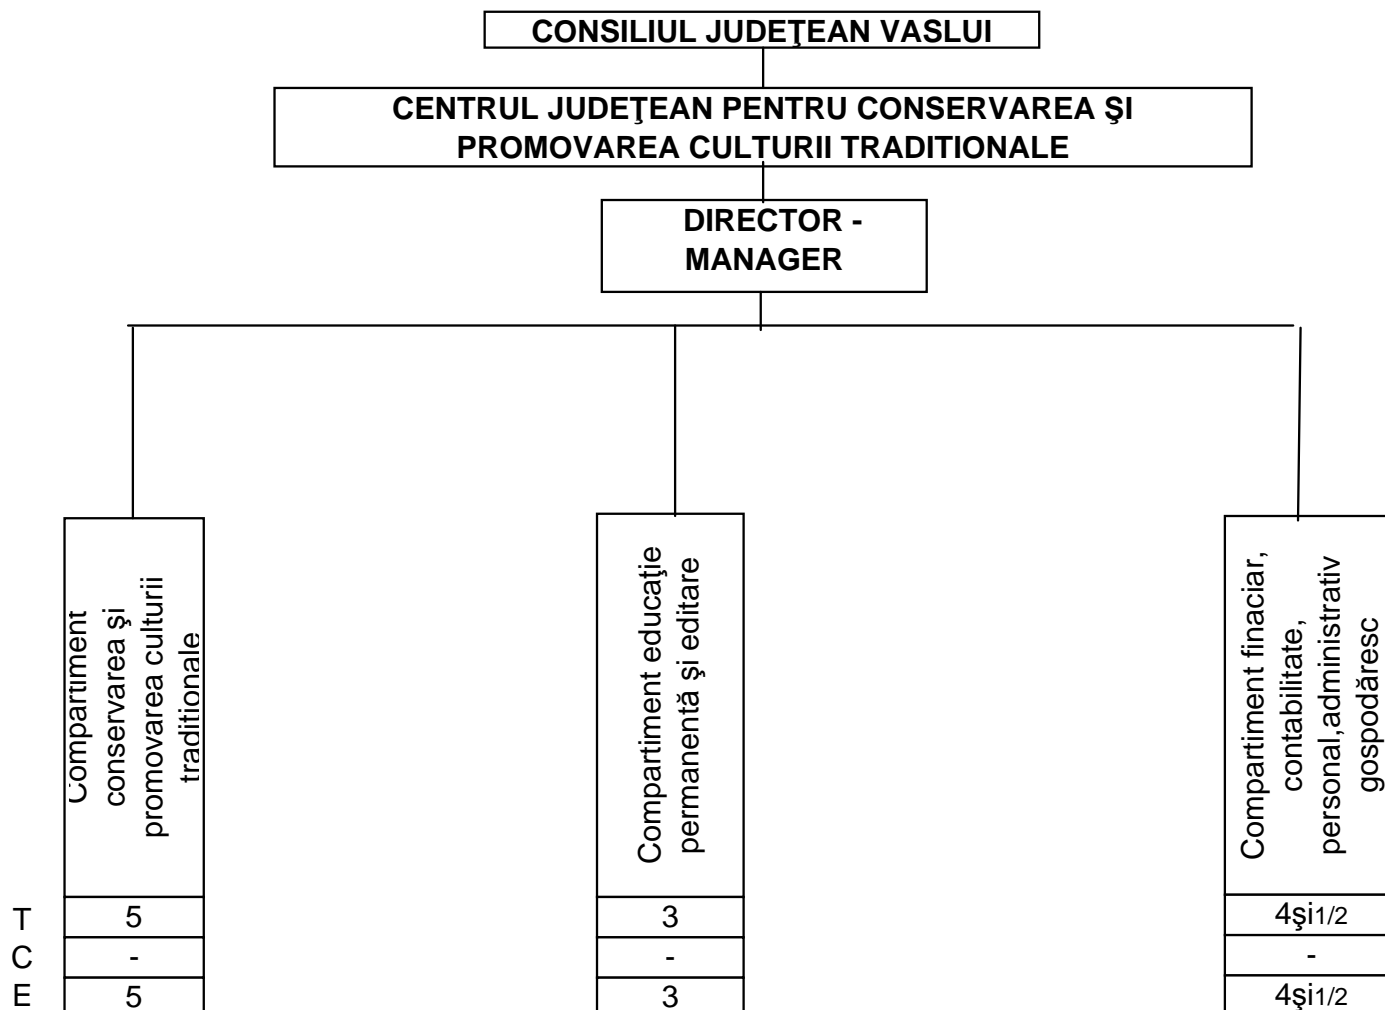 CONSILIUL JUDEŢEAN VASLUI
CENTRUL JUDEŢEAN PENTRU CONSERVAREA ŞI
PROMOVAREA CULTURII TRADITIONALE
DIRECTOR -
MANAGER
Compartiment
conservarea şi
promovarea culturii
traditionale
Compartiment educaţie
permanentă şi editare
Compartiment finaciar,
contabilitate,
personal,administrativ
gospodăresc
T 5 3 4şi1/2
C - - -
E 5 3 4şi1/2